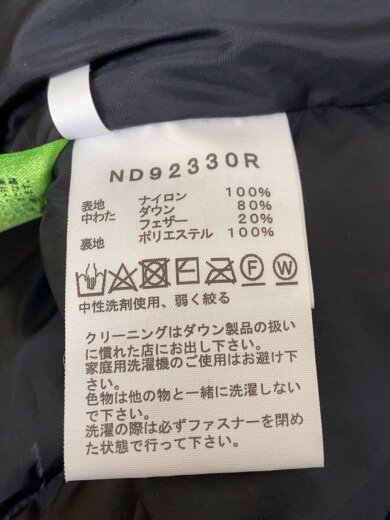 ND92330R
表地 ナイロン 100%
中わた ダウン 80%
フェザー 20%
裏地 ポリエステル 100%
F W
中性洗剤使用、弱く絞る
クリーニングはダウン製品の扱い
に慣れた店にお出し下さい。
家庭用洗濯機のご使用はお避け下
さい。
色物は他の物と一緒に洗濯しない
で下さい。
洗濯の際は必ずファスナーを閉め
た状態で行って下さい。